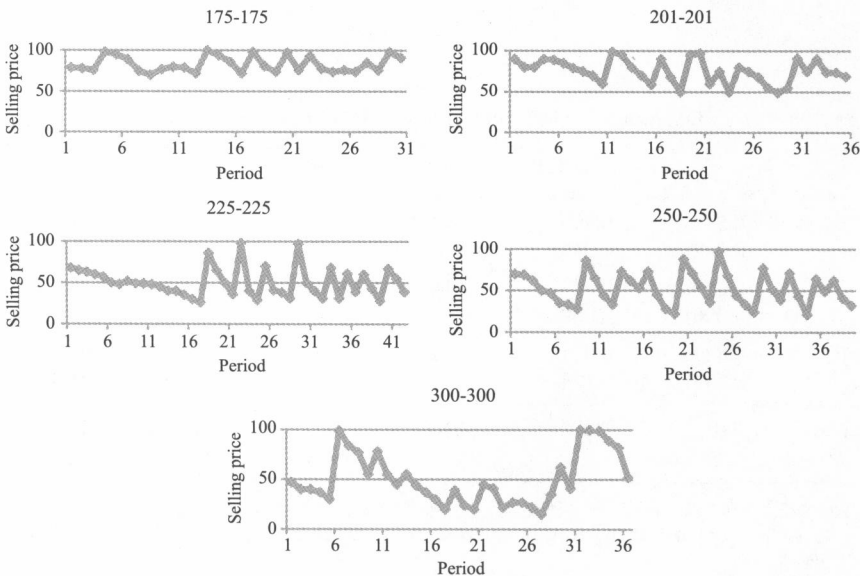 175-175
Selling price
100
50
0
1 6 11 16 21 26 31
Period
201-201
Selling price
100
50
0
1 6 11 16 21 26 31 36
Period
225-225
Selling price
100
50
0
1 6 11 16 21 26 31 36 41
Period
250-250
Selling price
100
50
0
1 6 11 16 21 26 31 36
Period
300-300
Selling price
100
50
0
1 6 11 16 21 26 31 36
Period